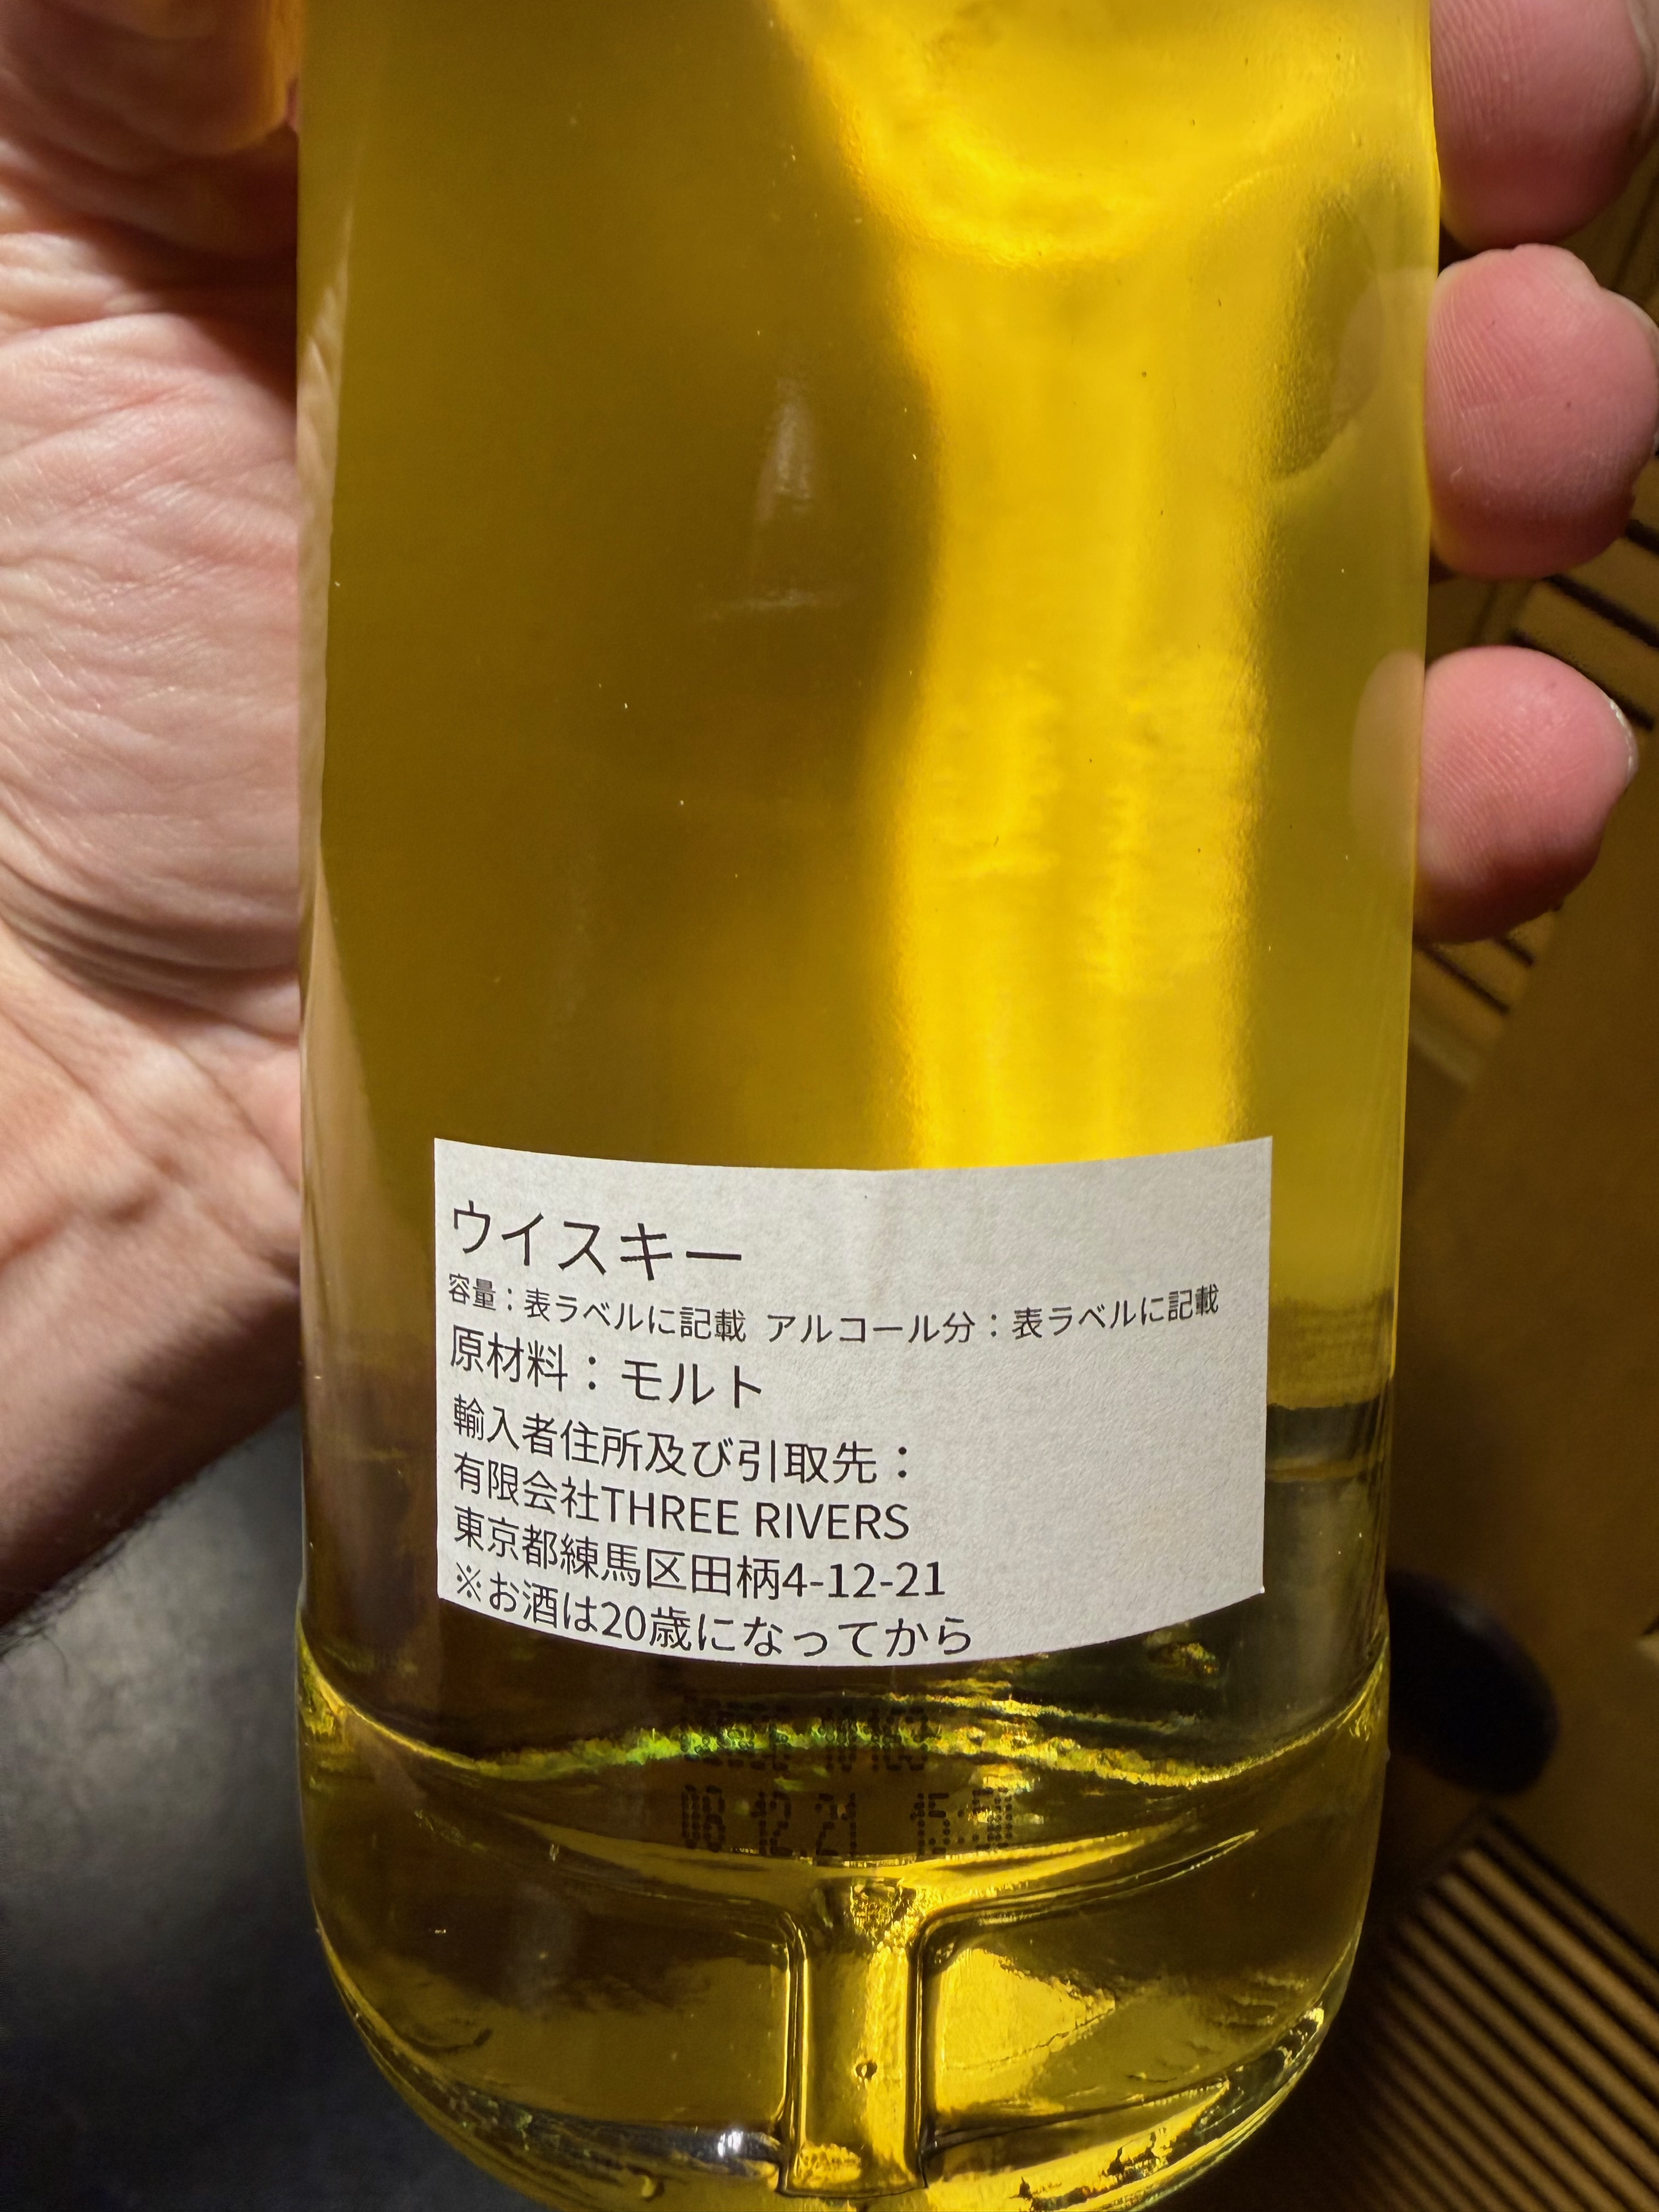 ウイスキー
容量：表ラベルに記載 アルコール分：表ラベルに記載
原材料：モルト
輸入者住所及び引取先：
有限会社THREE RIVERS
東京都練馬区田柄4-12-21
※お酒は20歳になってから
08.12.21